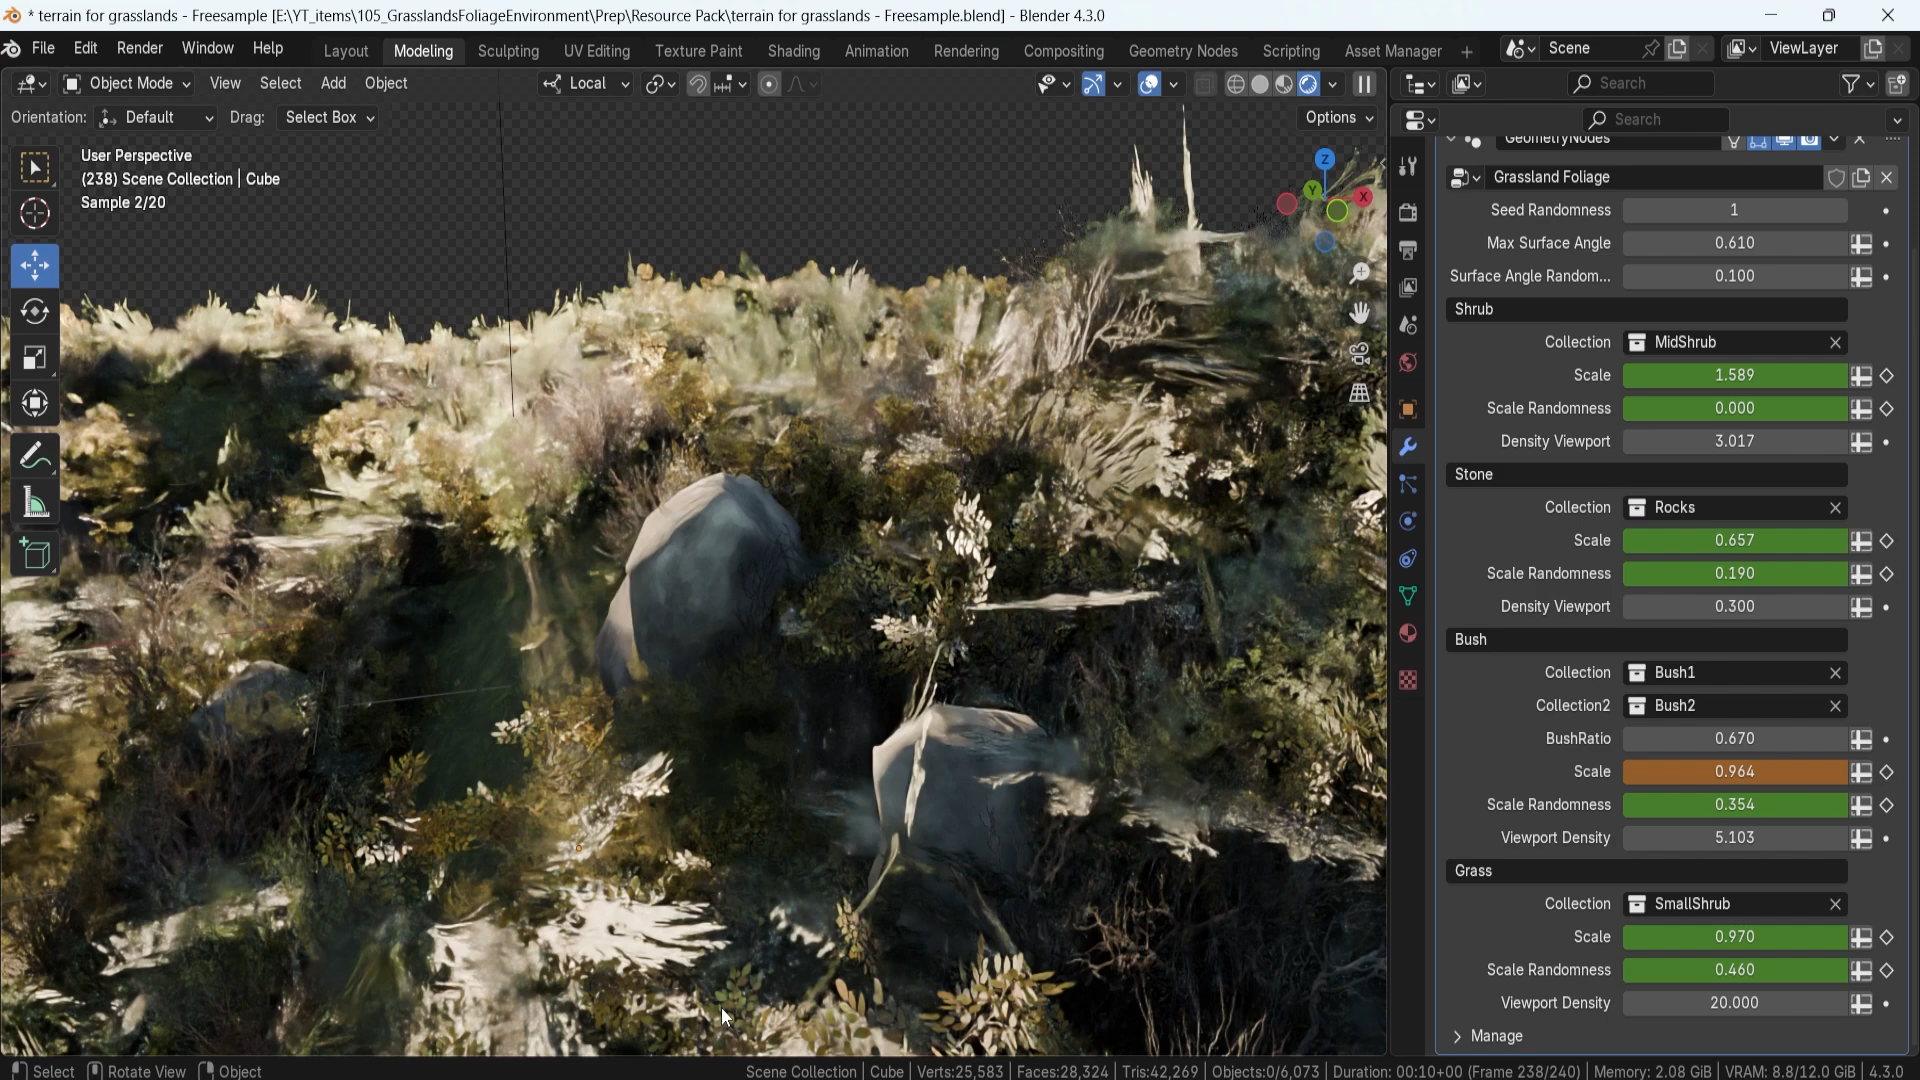 * terrain for grasslands - Freesample [E:\YT_items\105_GrasslandsFoliageEnvironment\Prep\Resource Pack\terrain for grasslands - Freesample.blend] - Blender 4.3.0
File Edit Render Window Help Layout Modeling Sculpting UV Editing Texture Paint Shading Animation Rendering Compositing Geometry Nodes Scripting Asset Manager + Scene ViewLayer
Object Mode View Select Add Object Local Search
Orientation: Default Drag: Select Box Options Search
User Perspective
(238) Scene Collection | Cube
Sample 2/20
Z
Y
X
GeometryNodes
Grassland Foliage
Seed Randomness 1
Max Surface Angle 0.610
Surface Angle Random... 0.100
Shrub
Collection MidShrub
Scale 1.589
Scale Randomness 0.000
Density Viewport 3.017
Stone
Collection Rocks
Scale 0.657
Scale Randomness 0.190
Density Viewport 0.300
Bush
Collection Bush1
Collection2 Bush2
BushRatio 0.670
Scale 0.964
Scale Randomness 0.354
Viewport Density 5.103
Grass
Collection SmallShrub
Scale 0.970
Scale Randomness 0.460
Viewport Density 20.000
Manage
Select Rotate View Object Scene Collection | Cube | Verts:25,583 | Faces:28,324 | Tris:42,269 | Objects:0/6,073 | Duration: 00:10+00 (Frame 238/240) | Memory: 2.08 GiB | VRAM: 8.8/12.0 GiB | 4.3.0